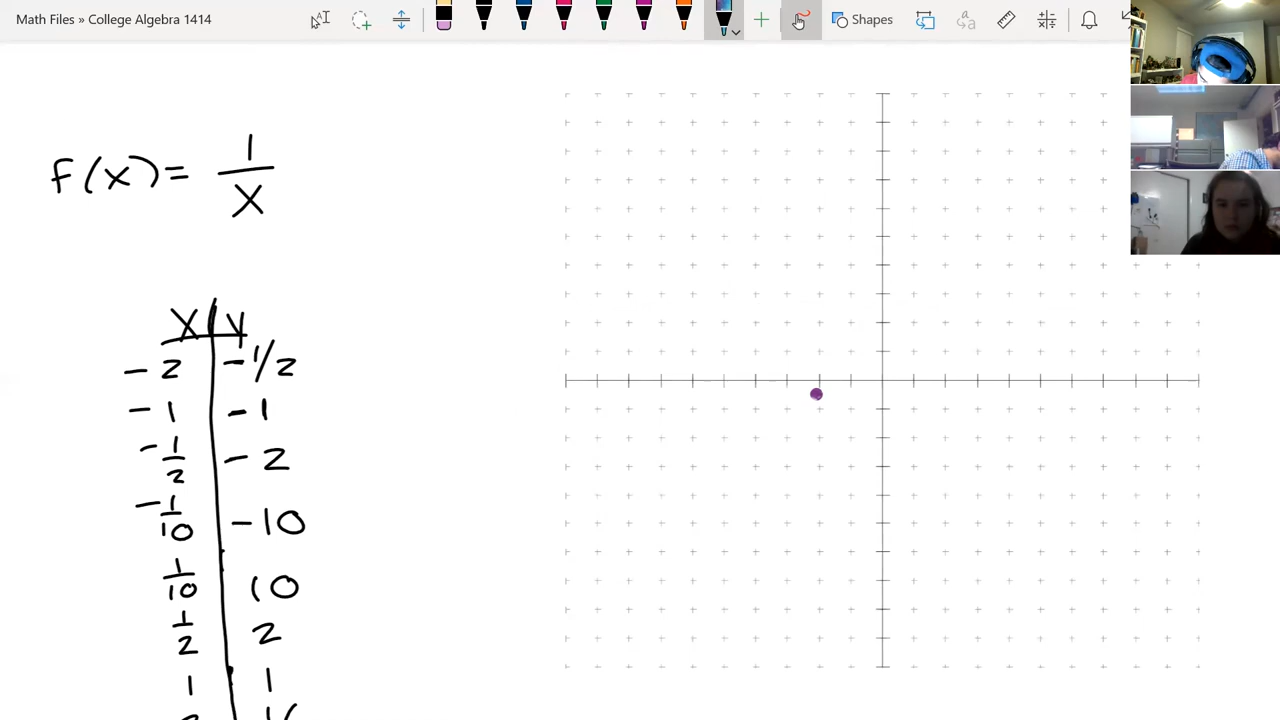 Math Files » College Algebra 1414
Shapes
F(x) = 1/x
X | Y
-2 | -1/2
-1 | -1
-1/2 | -2
-1/10 | -10
1/10 | 10
1/2 | 2
1 | 1